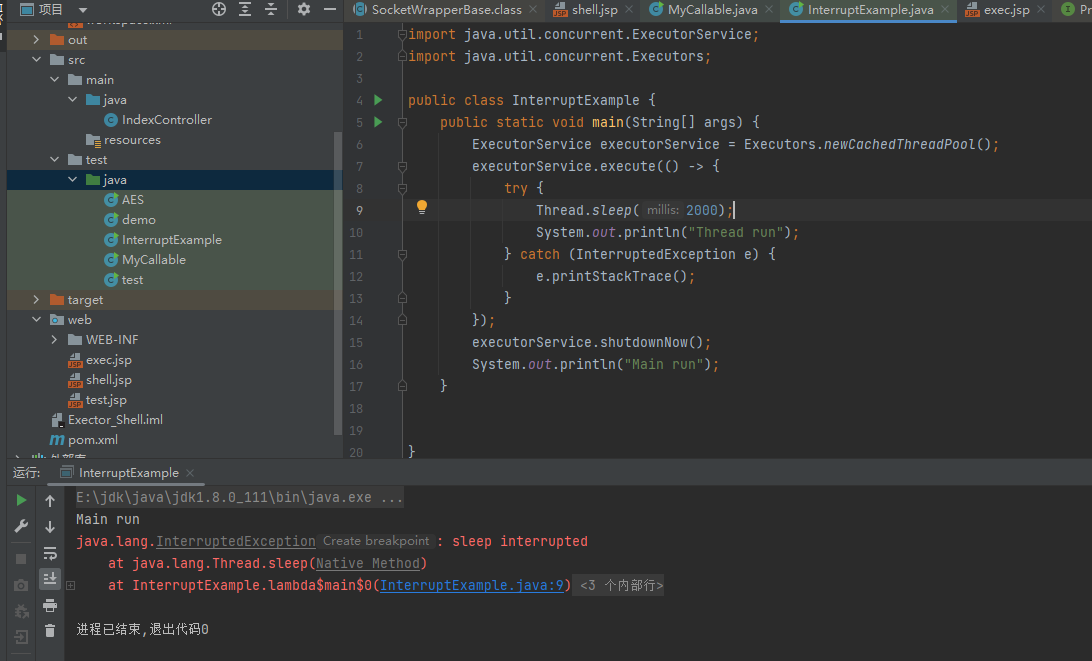 项目
SocketWrapperBase.class
shell.jsp
MyCallable.java
InterruptExample.java
exec.jsp
out
src
main
java
IndexController
resources
test
java
AES
demo
InterruptExample
MyCallable
test
target
web
WEB-INF
exec.jsp
shell.jsp
test.jsp
Exector_Shell.iml
pom.xml
1 import java.util.concurrent.ExecutorService;
2 import java.util.concurrent.Executors;
3
4 public class InterruptExample {
5 public static void main(String[] args) {
6 ExecutorService executorService = Executors.newCachedThreadPool();
7 executorService.execute(() -> {
8 try {
9 Thread.sleep( millis: 2000);
10 System.out.println("Thread run");
11 } catch (InterruptedException e) {
12 e.printStackTrace();
13 }
14 });
15 executorService.shutdownNow();
16 System.out.println("Main run");
17 }
18
19
20 }
运行: InterruptExample
E:\jdk\java\jdk1.8.0_111\bin\java.exe ...
Main run
java.lang.InterruptedException Create breakpoint : sleep interrupted
at java.lang.Thread.sleep(Native Method)
at InterruptExample.lambda$main$0(InterruptExample.java:9) <3 个内部行>
进程已结束,退出代码0